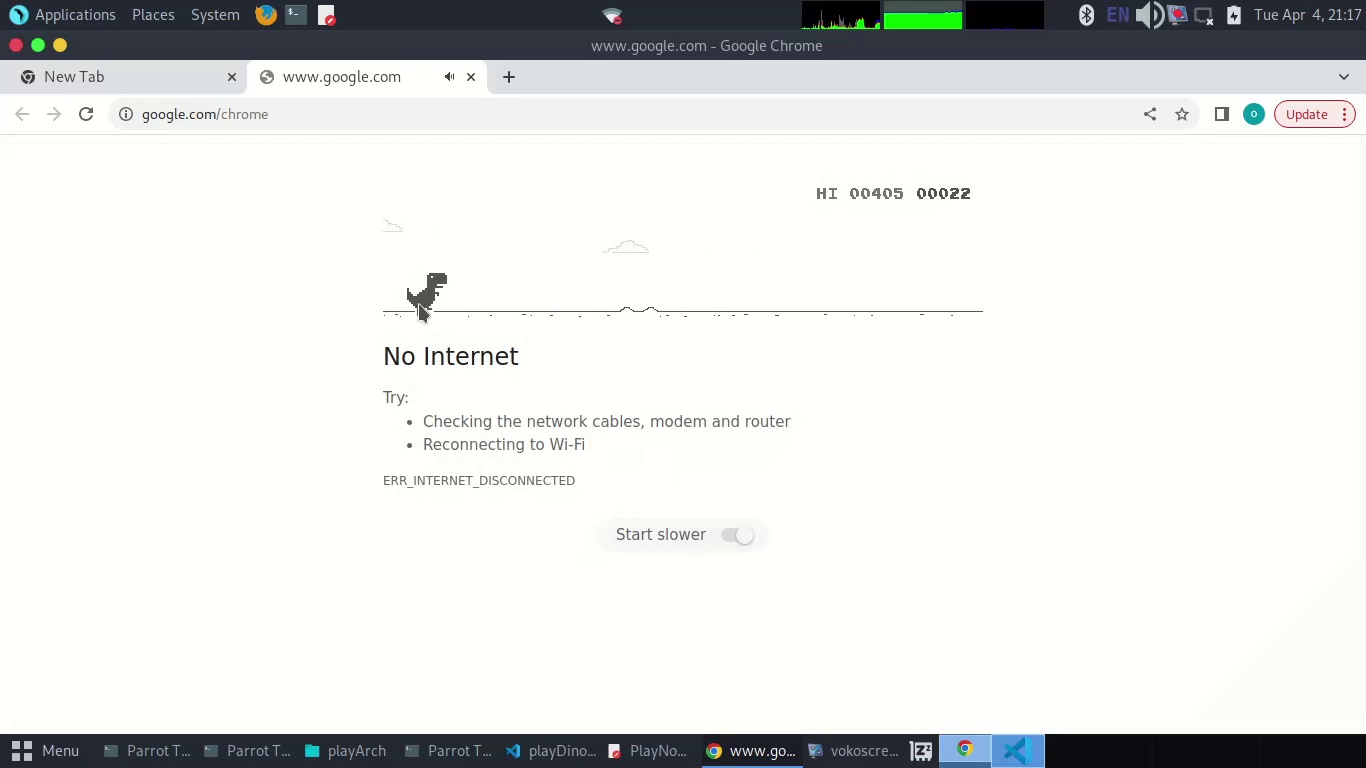 Applications Places System EN Tue Apr 4, 21:17
www.google.com - Google Chrome
New Tab www.google.com
google.com/chrome O Update
HI 00405 00022
No Internet
Try:
• Checking the network cables, modem and router
• Reconnecting to Wi-Fi
ERR_INTERNET_DISCONNECTED
Start slower
Menu Parrot T... Parrot T... playArch Parrot T... playDino... PlayNo... www.go... vokoscre...